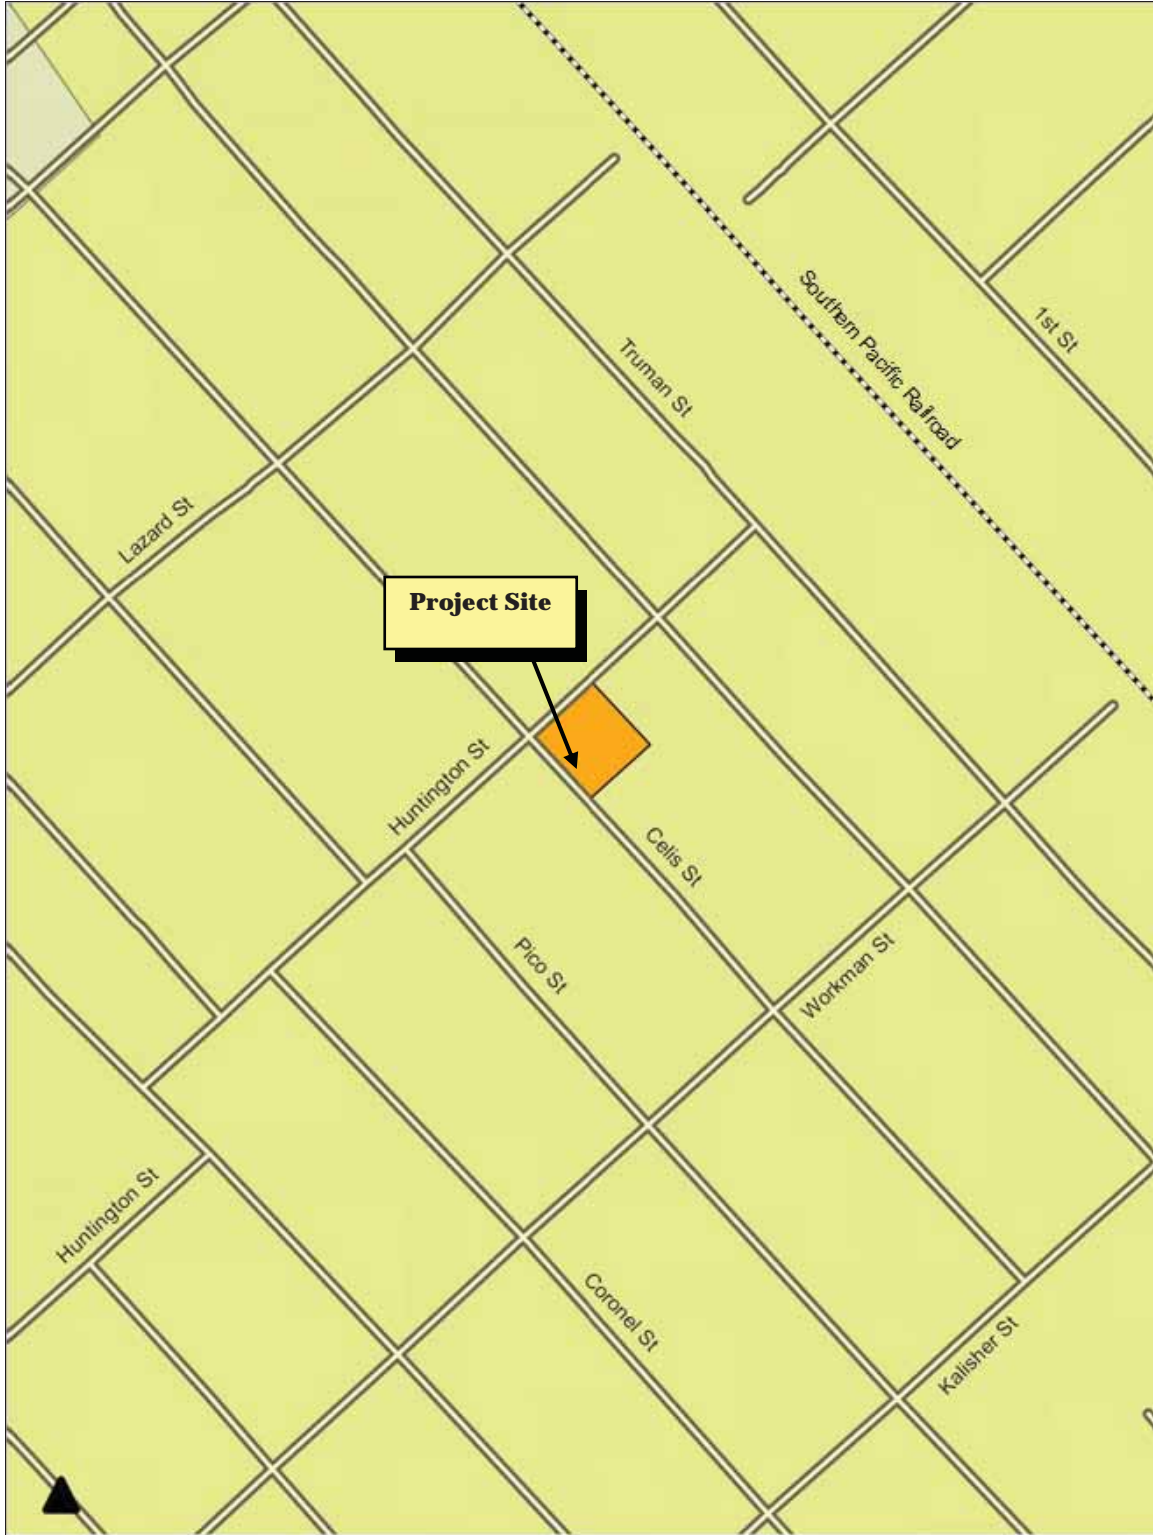 Southern Pacific Railroad
1st St
Truman St
Lazard St
Project Site
Huntington St
Celis St
Pico St
Workman St
Huntington St
Coronel St
Kalisher St